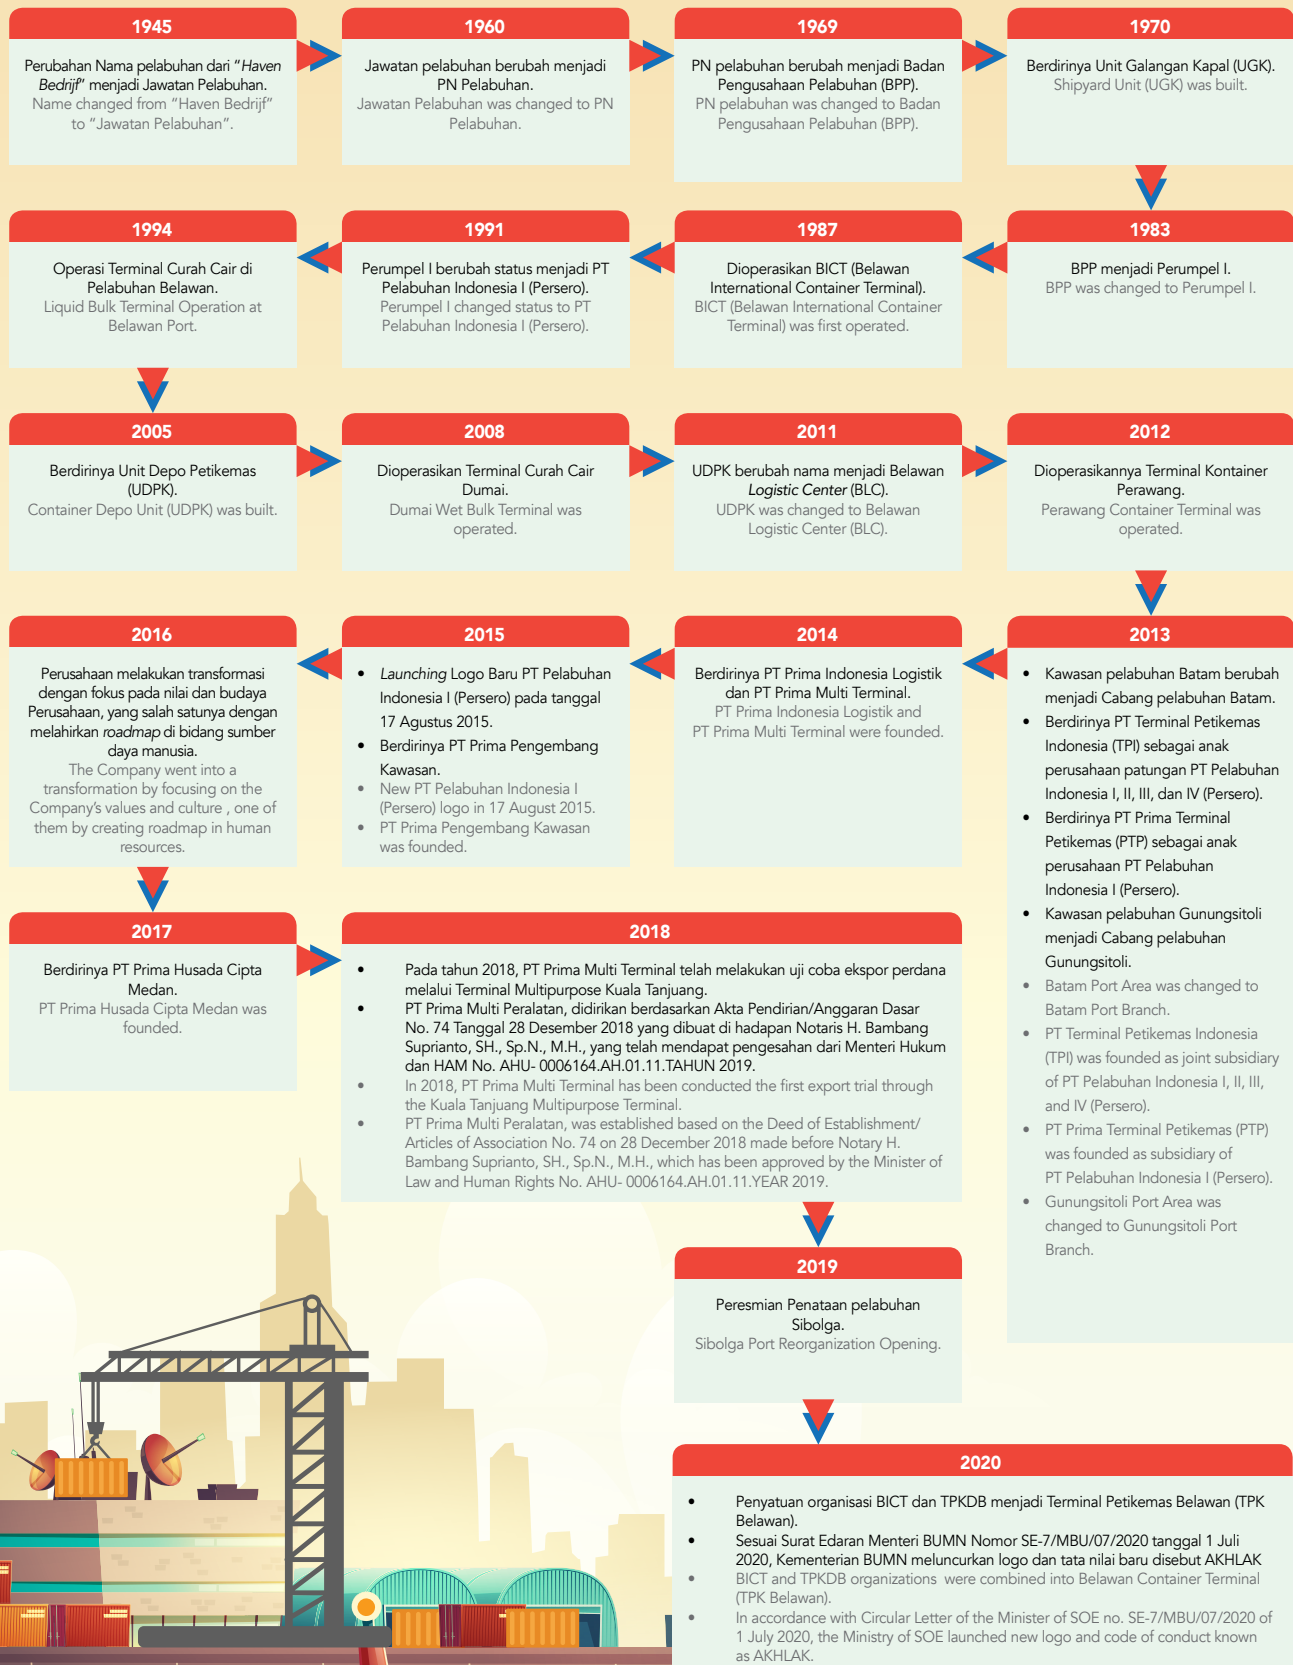 1945
Perubahan Nama pelabuhan dari “Haven
Bedrijf” menjadi Jawatan Pelabuhan.
Name changed from “Haven Bedrijf”
to “Jawatan Pelabuhan”.
1960
Jawatan pelabuhan berubah menjadi
PN Pelabuhan.
Jawatan Pelabuhan was changed to PN
Pelabuhan.
1969
PN pelabuhan berubah menjadi Badan
Pengusahaan Pelabuhan (BPP).
PN pelabuhan was changed to Badan
Pengusahaan Pelabuhan (BPP).
1970
Berdirinya Unit Galangan Kapal (UGK).
Shipyard Unit (UGK) was built.
1983
BPP menjadi Perumpel I.
BPP was changed to Perumpel I.
1987
Dioperasikan BICT (Belawan
International Container Terminal).
BICT (Belawan International Container
Terminal) was first operated.
1991
Perumpel I berubah status menjadi PT
Pelabuhan Indonesia I (Persero).
Perumpel I changed status to PT
Pelabuhan Indonesia I (Persero).
1994
Operasi Terminal Curah Cair di
Pelabuhan Belawan.
Liquid Bulk Terminal Operation at
Belawan Port.
2005
Berdirinya Unit Depo Petikemas
(UDPK).
Container Depo Unit (UDPK) was built.
2008
Dioperasikan Terminal Curah Cair
Dumai.
Dumai Wet Bulk Terminal was
operated.
2011
UDPK berubah nama menjadi Belawan
Logistic Center (BLC).
UDPK was changed to Belawan
Logistic Center (BLC).
2012
Dioperasikannya Terminal Kontainer
Perawang.
Perawang Container Terminal was
operated.
2013
• Kawasan pelabuhan Batam berubah
menjadi Cabang pelabuhan Batam.
• Berdirinya PT Terminal Petikemas
Indonesia (TPI) sebagai anak
perusahaan patungan PT Pelabuhan
Indonesia I, II, III, dan IV (Persero).
• Berdirinya PT Prima Terminal
Petikemas (PTP) sebagai anak
perusahaan PT Pelabuhan
Indonesia I (Persero).
• Kawasan pelabuhan Gunungsitoli
menjadi Cabang pelabuhan
Gunungsitoli.
• Batam Port Area was changed to
Batam Port Branch.
• PT Terminal Petikemas Indonesia
(TPI) was founded as joint subsidiary
of PT Pelabuhan Indonesia I, II, III,
and IV (Persero).
• PT Prima Terminal Petikemas (PTP)
was founded as subsidiary of
PT Pelabuhan Indonesia I (Persero).
• Gunungsitoli Port Area was
changed to Gunungsitoli Port
Branch.
2014
Berdirinya PT Prima Indonesia Logistik
dan PT Prima Multi Terminal.
PT Prima Indonesia Logistik and
PT Prima Multi Terminal were founded.
2015
• Launching Logo Baru PT Pelabuhan
Indonesia I (Persero) pada tanggal
17 Agustus 2015.
• Berdirinya PT Prima Pengembang
Kawasan.
• New PT Pelabuhan Indonesia I
(Persero) logo in 17 August 2015.
• PT Prima Pengembang Kawasan
was founded.
2016
Perusahaan melakukan transformasi
dengan fokus pada nilai dan budaya
Perusahaan, yang salah satunya dengan
melahirkan roadmap di bidang sumber
daya manusia.
The Company went into a
transformation by focusing on the
Company’s values and culture , one of
them by creating roadmap in human
resources.
2017
Berdirinya PT Prima Husada Cipta
Medan.
PT Prima Husada Cipta Medan was
founded.
2018
• Pada tahun 2018, PT Prima Multi Terminal telah melakukan uji coba ekspor perdana
melalui Terminal Multipurpose Kuala Tanjuang.
• PT Prima Multi Peralatan, didirikan berdasarkan Akta Pendirian/Anggaran Dasar
No. 74 Tanggal 28 Desember 2018 yang dibuat di hadapan Notaris H. Bambang
Suprianto, SH., Sp.N., M.H., yang telah mendapat pengesahan dari Menteri Hukum
dan HAM No. AHU- 0006164.AH.01.11.TAHUN 2019.
• In 2018, PT Prima Multi Terminal has been conducted the first export trial through
the Kuala Tanjuang Multipurpose Terminal.
• PT Prima Multi Peralatan, was established based on the Deed of Establishment/
Articles of Association No. 74 on 28 December 2018 made before Notary H.
Bambang Suprianto, SH., Sp.N., M.H., which has been approved by the Minister of
Law and Human Rights No. AHU- 0006164.AH.01.11.YEAR 2019.
2019
Peresmian Penataan pelabuhan
Sibolga.
Sibolga Port Reorganization Opening.
2020
• Penyatuan organisasi BICT dan TPKDB menjadi Terminal Petikemas Belawan (TPK
Belawan).
• Sesuai Surat Edaran Menteri BUMN Nomor SE-7/MBU/07/2020 tanggal 1 Juli
2020, Kementerian BUMN meluncurkan logo dan tata nilai baru disebut AKHLAK
• BICT and TPKDB organizations were combined into Belawan Container Terminal
(TPK Belawan).
• In accordance with Circular Letter of the Minister of SOE no. SE-7/MBU/07/2020 of
1 July 2020, the Ministry of SOE launched new logo and code of conduct known
as AKHLAK.